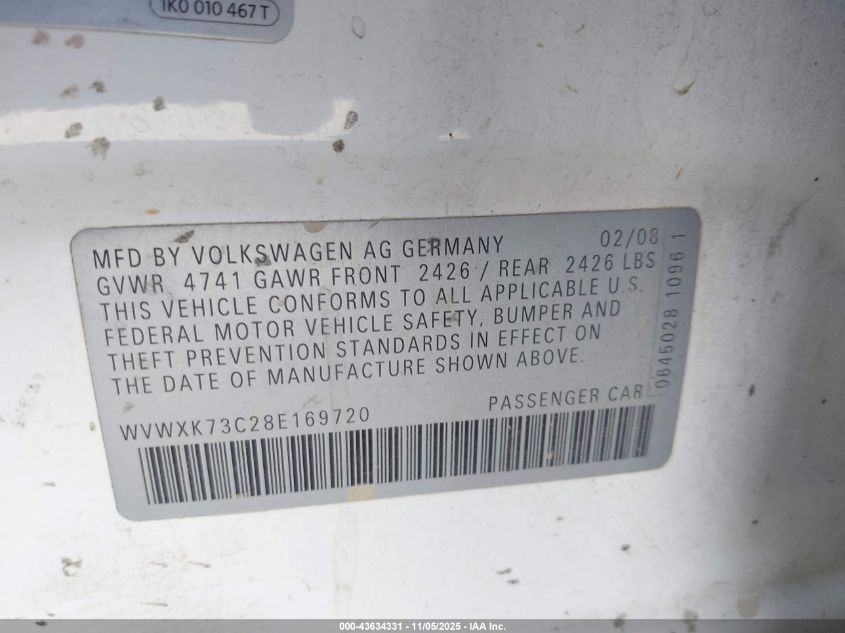 1K0 010 467 T
MFD BY VOLKSWAGEN AG GERMANY 02/08
GVWR 4741 GAWR FRONT 2426 / REAR 2426 LBS
THIS VEHICLE CONFORMS TO ALL APPLICABLE U.S.
FEDERAL MOTOR VEHICLE SAFETY, BUMPER AND
THEFT PREVENTION STANDARDS IN EFFECT ON
THE DATE OF MANUFACTURE SHOWN ABOVE.
WVWXK73C28E169720 PASSENGER CAR
0645028 1096 1
000-43634331 - 11/05/2025 - IAA Inc.